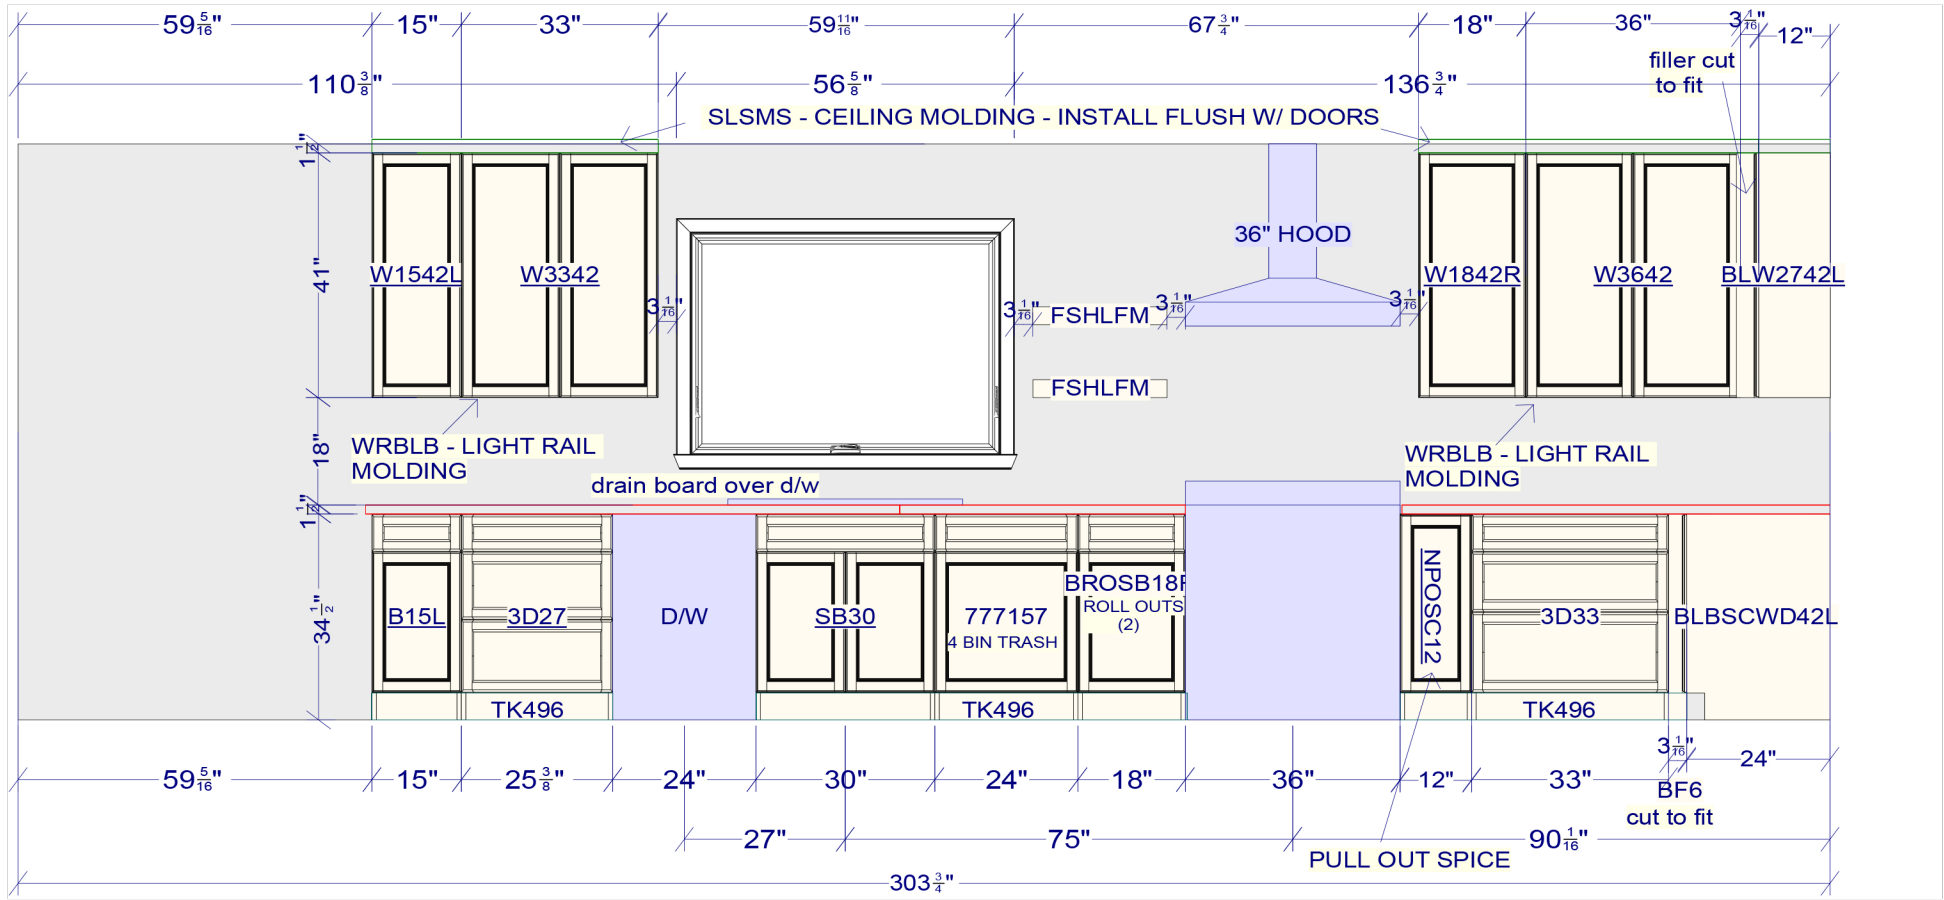 59 5/16" 15" 33" 59 11/16" 67 3/4" 18" 36" 3 1/16" 12"
filler cut
to fit
110 3/8" 56 5/8" 136 3/4"
SLSMS - CEILING MOLDING - INSTALL FLUSH W/ DOORS
1 1/2"
36" HOOD
41" W1542L W3342 W1842R W3642 BLW2742L
3 1/16" 3 1/16" FSHLFM 3 1/16" 3 1/16"
FSHLFM
18"
WRBLB - LIGHT RAIL
MOLDING
WRBLB - LIGHT RAIL
MOLDING
drain board over d/w
1 1/2"
34 1/2" B15L 3D27 D/W SB30 777157
4 BIN TRASH
BROSB18R
ROLL OUTS
(2)
NPOSC12 3D33 BLBSCWD42L
TK496 TK496 TK496
3 1/16" 24"
59 5/16" 15" 25 3/8" 24" 30" 24" 18" 36" 12" 33"
BF6
cut to fit
27" 75" 90 1/16"
PULL OUT SPICE
303 3/4"